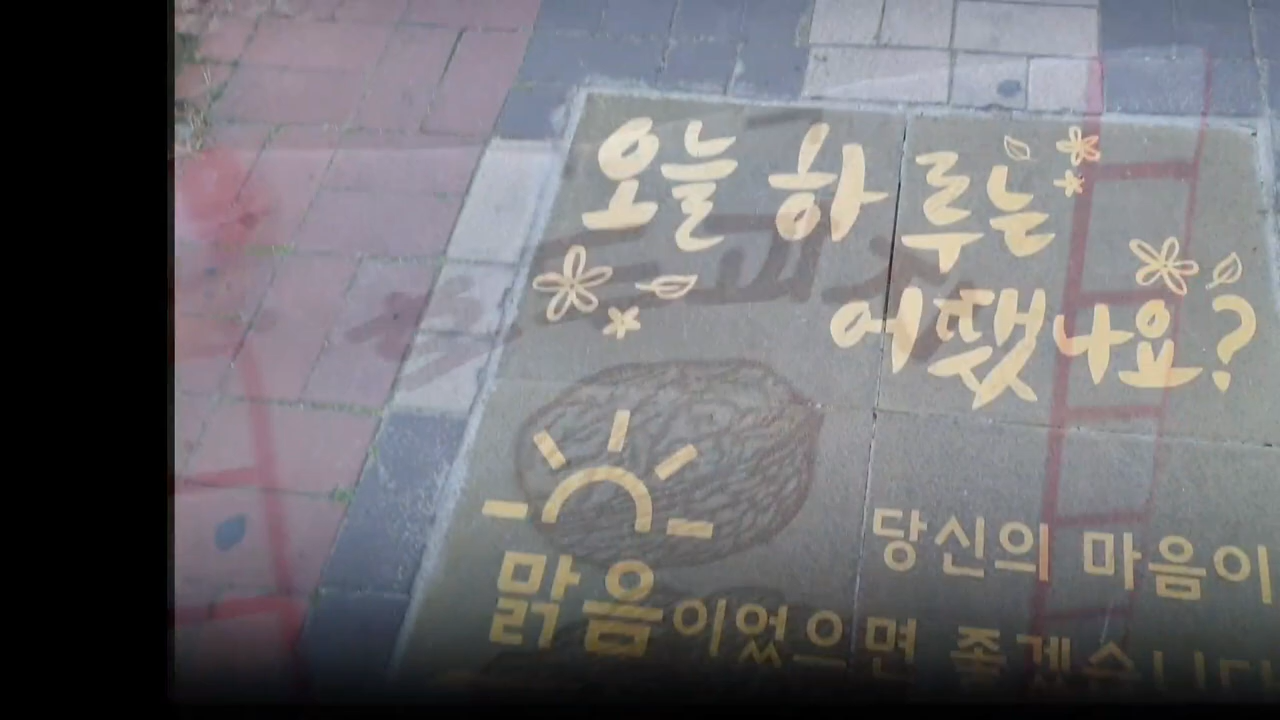 오늘 하루는
어땠나요?
당신의 마음이
맑음이었으면 좋겠습니다